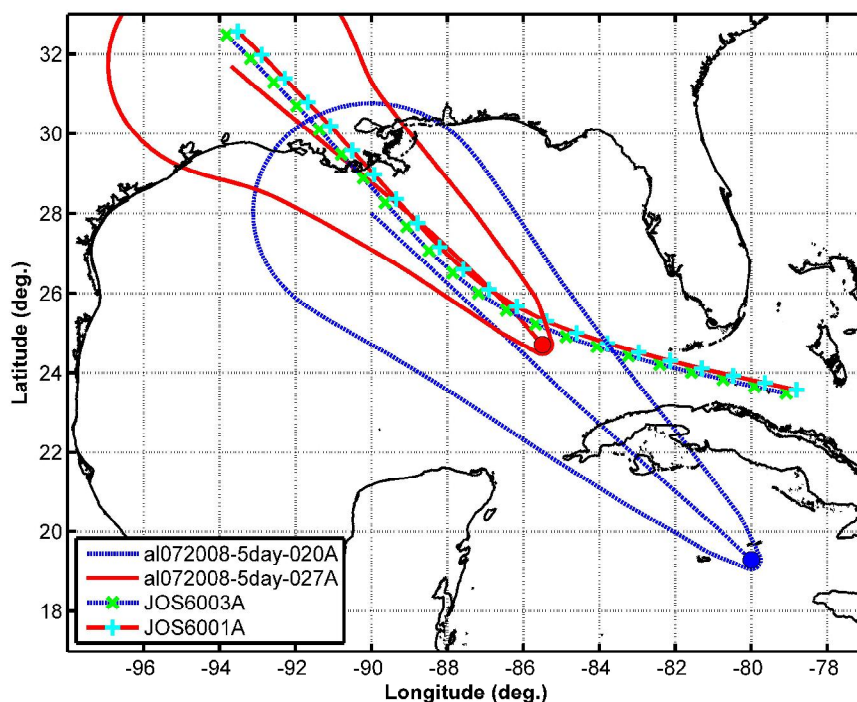 32
30
28
26
24
22
20
18
Latitude (deg.)
al072008-5day-020A
al072008-5day-027A
JOS6003A
JOS6001A
-96 -94 -92 -90 -88 -86 -84 -82 -80 -78
Longitude (deg.)